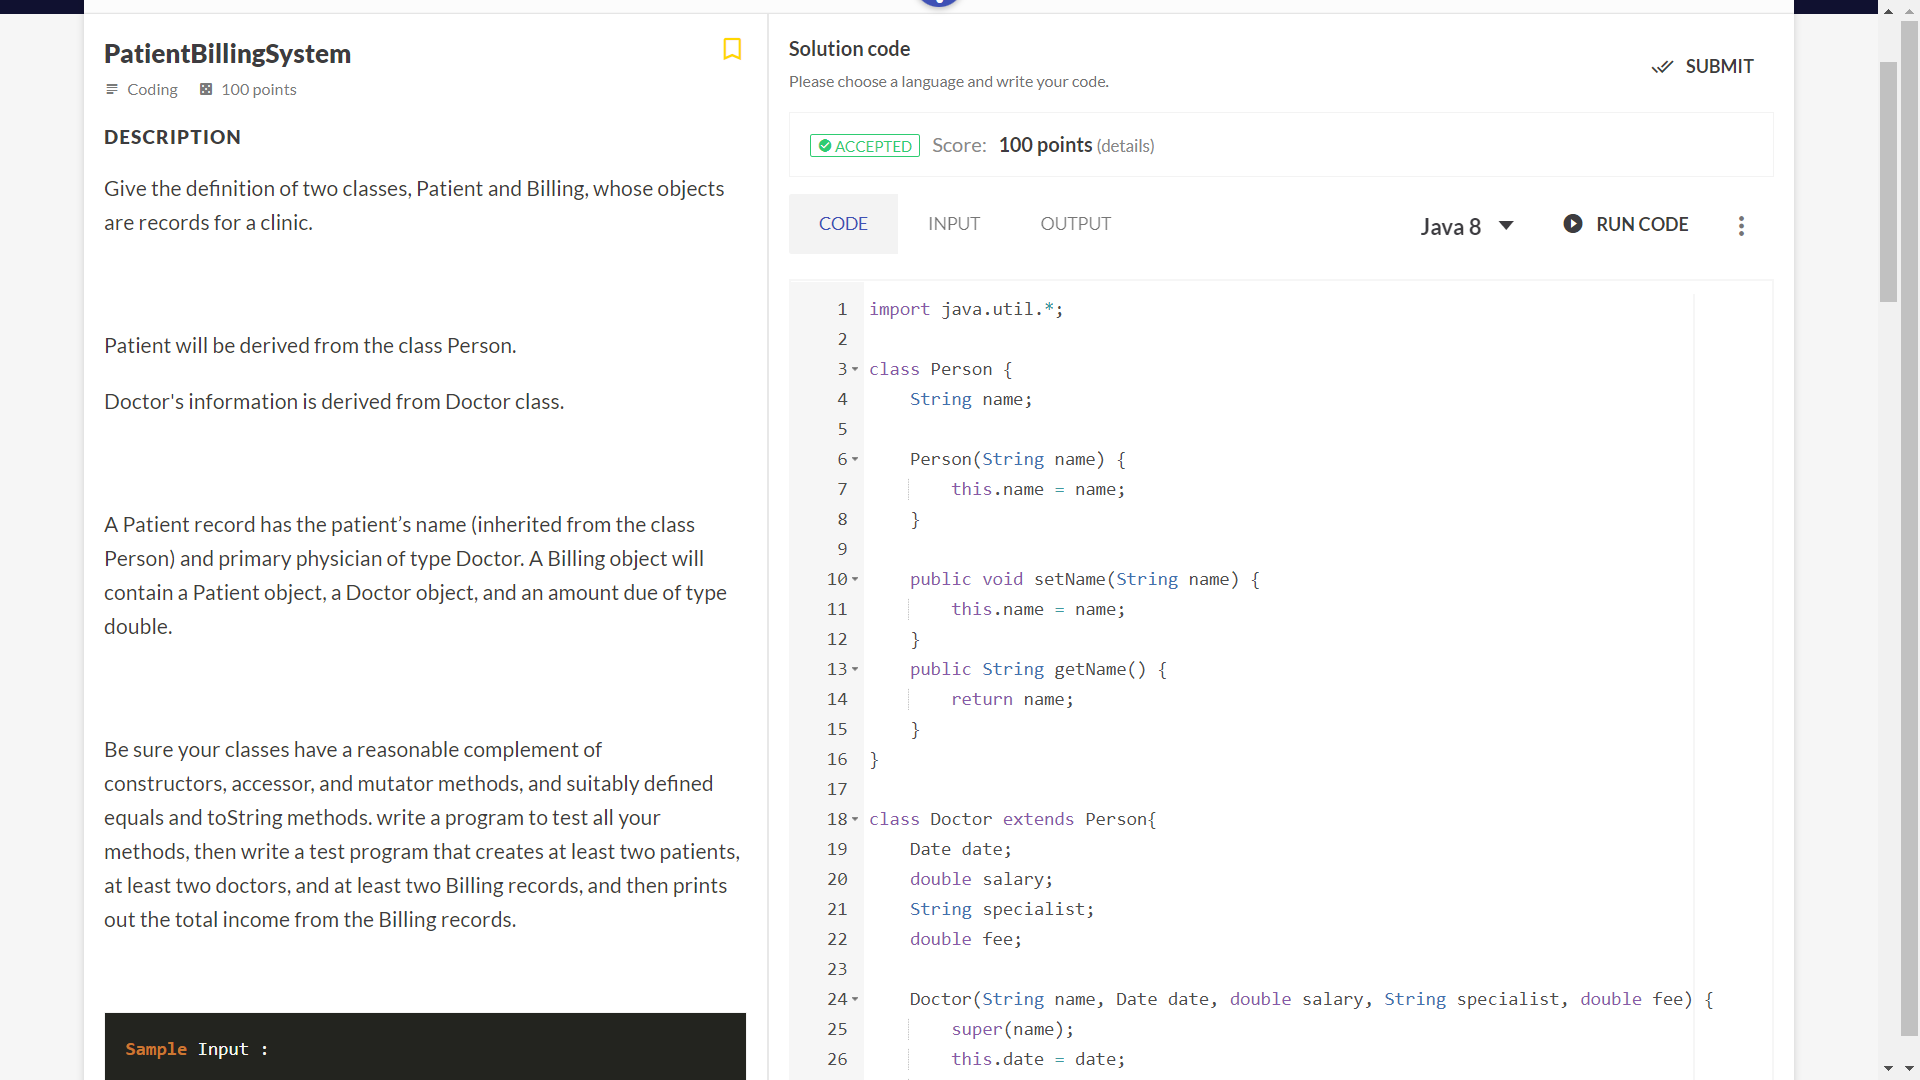 PatientBillingSystem
Coding 100 points
DESCRIPTION
Give the definition of two classes, Patient and Billing, whose objects
are records for a clinic.
Patient will be derived from the class Person.
Doctor's information is derived from Doctor class.
A Patient record has the patient’s name (inherited from the class
Person) and primary physician of type Doctor. A Billing object will
contain a Patient object, a Doctor object, and an amount due of type
double.
Be sure your classes have a reasonable complement of
constructors, accessor, and mutator methods, and suitably defined
equals and toString methods. write a program to test all your
methods, then write a test program that creates at least two patients,
at least two doctors, and at least two Billing records, and then prints
out the total income from the Billing records.
Sample Input :
Solution code
Please choose a language and write your code.
SUBMIT
ACCEPTED Score: 100 points (details)
CODE INPUT OUTPUT Java 8 RUN CODE
1 import java.util.*;
2
3 class Person {
4 String name;
5
6 Person(String name) {
7 this.name = name;
8 }
9
10 public void setName(String name) {
11 this.name = name;
12 }
13 public String getName() {
14 return name;
15 }
16 }
17
18 class Doctor extends Person{
19 Date date;
20 double salary;
21 String specialist;
22 double fee;
23
24 Doctor(String name, Date date, double salary, String specialist, double fee) {
25 super(name);
26 this.date = date;